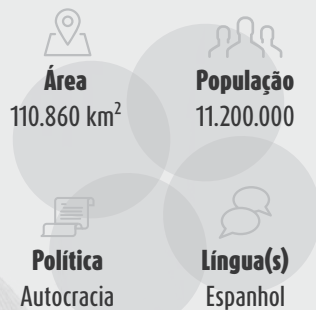 Área
110.860 km²
População
11.200.000
Política
Autocracia
Língua(s)
Espanhol